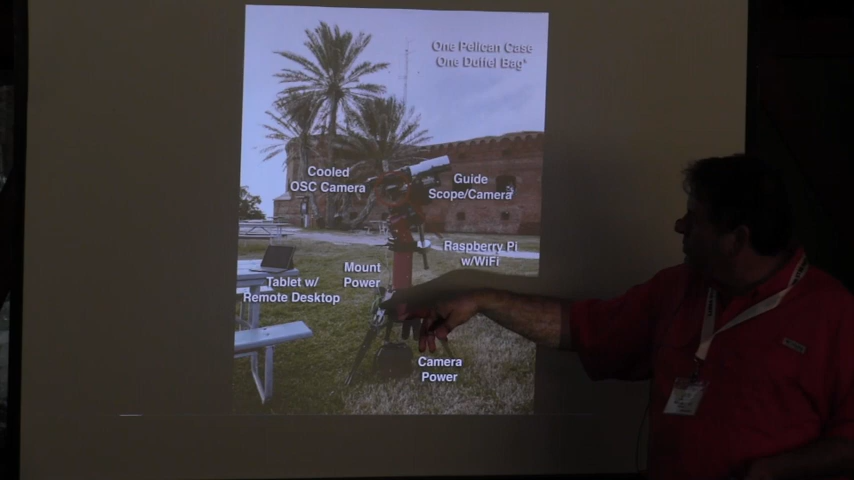 One Pelican Case
One Duffel Bag*
Cooled
OSC Camera
Guide
Scope/Camera
Raspberry Pi
w/WiFi
Mount
Power
Tablet w/
Remote Desktop
Camera
Power